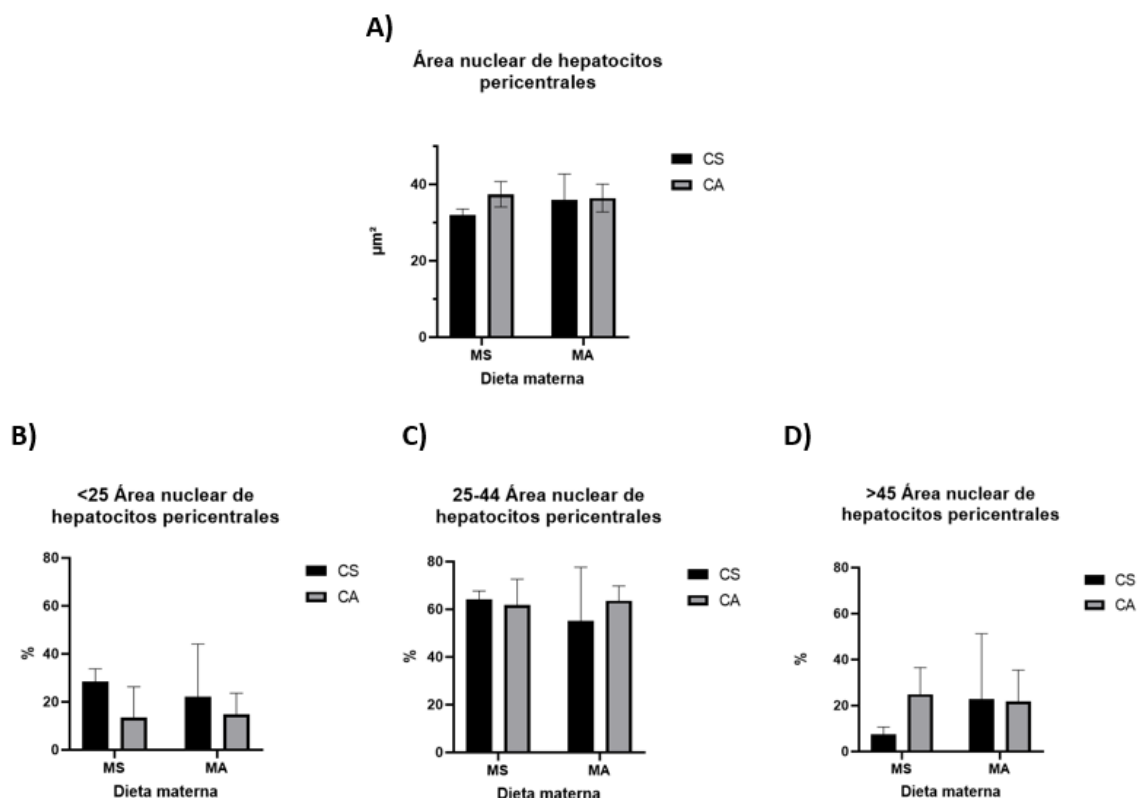 A)
Área nuclear de hepatocitos
pericentrales
CS
CA
40
20
0
µm²
MS
MA
Dieta materna
B)
<25 Área nuclear de
hepatocitos pericentrales
CS
CA
80
60
40
20
0
%
MS
MA
Dieta materna
C)
25-44 Área nuclear de
hepatocitos pericentrales
CS
CA
80
60
40
20
0
%
MS
MA
Dieta materna
D)
>45 Área nuclear de
hepatocitos pericentrales
CS
CA
80
60
40
20
0
%
MS
MA
Dieta materna